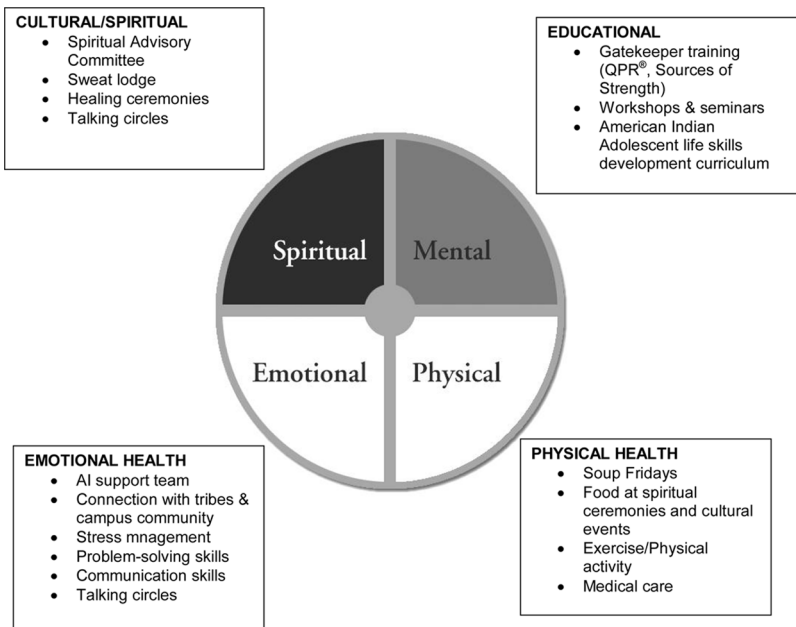 CULTURAL/SPIRITUAL
• Spiritual Advisory
Committee
• Sweat lodge
• Healing ceremonies
• Talking circles
EDUCATIONAL
• Gatekeeper training
(QPR®, Sources of
Strength)
• Workshops & seminars
• American Indian
Adolescent life skills
development curriculum
Spiritual
Mental
Emotional
Physical
EMOTIONAL HEALTH
• AI support team
• Connection with tribes &
campus community
• Stress mnagement
• Problem-solving skills
• Communication skills
• Talking circles
PHYSICAL HEALTH
• Soup Fridays
• Food at spiritual
ceremonies and cultural
events
• Exercise/Physical
activity
• Medical care